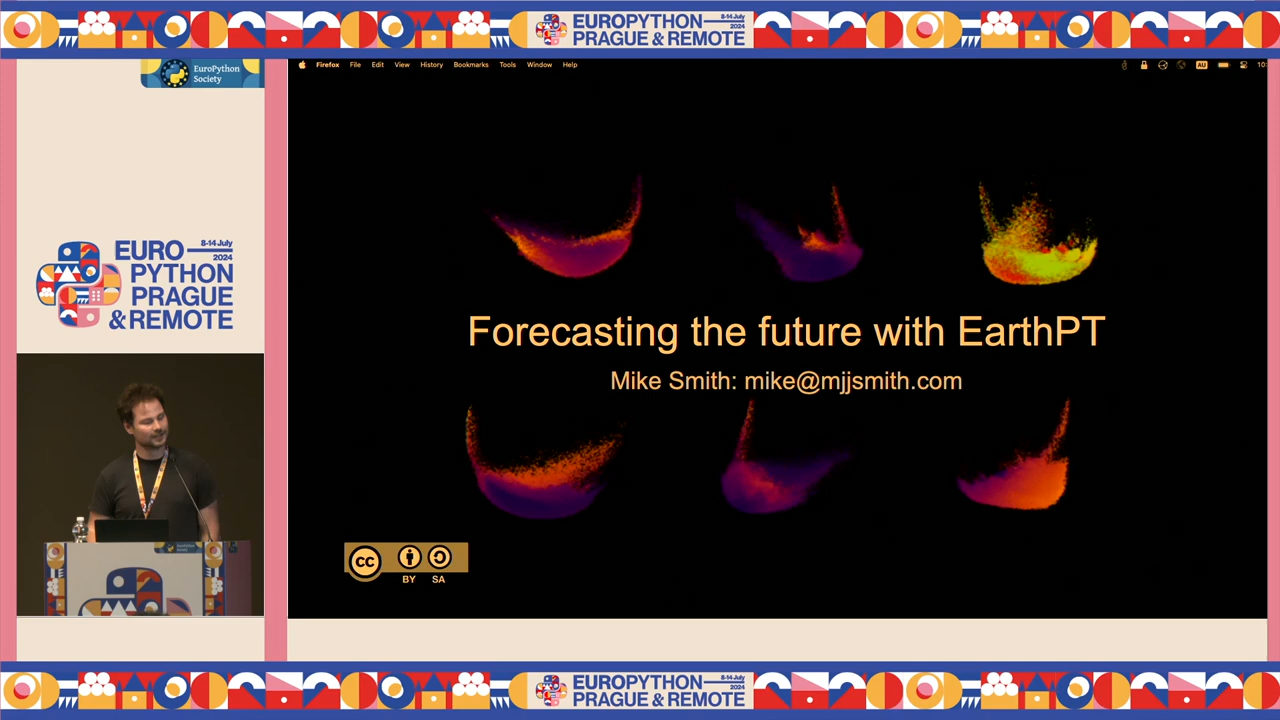 EUROPYTHON
8-14 July
2024
PRAGUE & REMOTE
EuroPython
Society
Firefox File Edit View History Bookmarks Tools Window Help
AU
EURO
8-14 July
2024
PYTHON
PRAGUE
& REMOTE
Forecasting the future with EarthPT
Mike Smith: mike@mjjsmith.com
CC
BY SA
EUROPYTHON
8-14 July
2024
PRAGUE & REMOTE